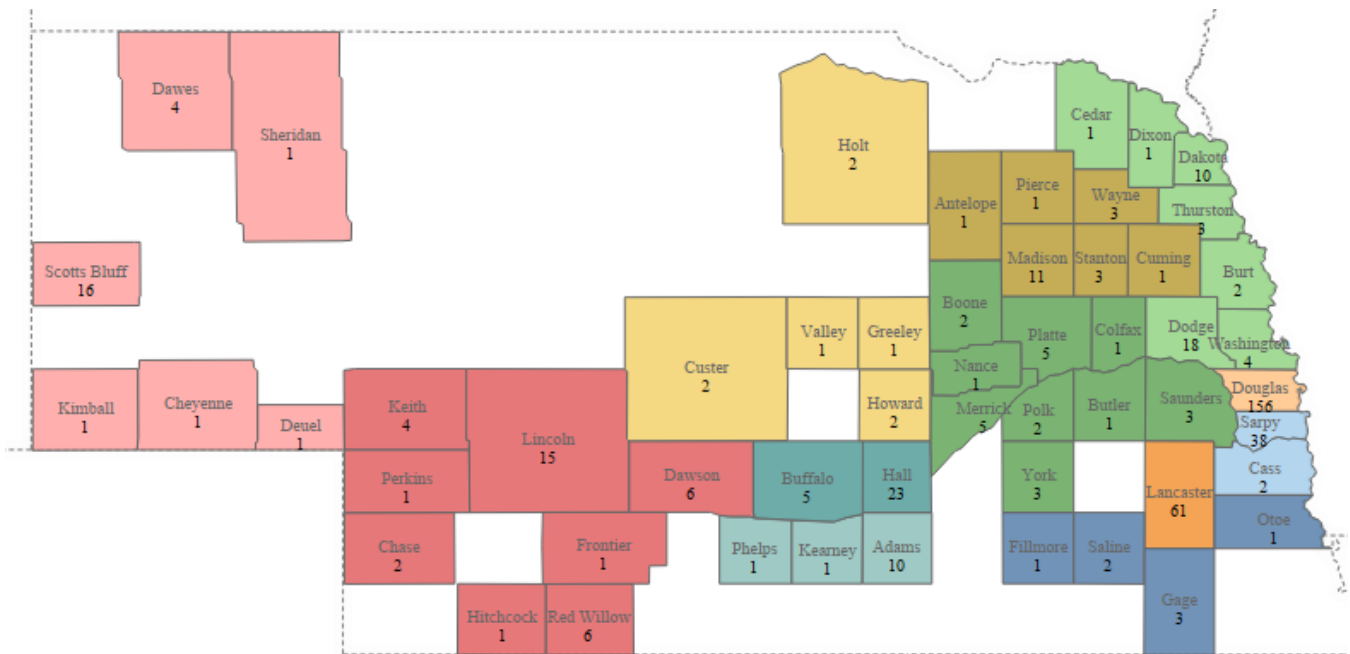 Dawes
4
Sheridan
1
Holt
2
Cedar
1
Dixon
1
Dakota
10
Antelope
1
Pierce
1
Wayne
3
Thurston
3
Scotts Bluff
16
Madison
11
Stanton
3
Cuming
1
Burt
2
Boone
2
Custer
2
Valley
1
Greeley
1
Platte
5
Colfax
1
Dodge
18
Washington
4
Nance
1
Kimball
1
Cheyenne
1
Deuel
1
Keith
4
Lincoln
15
Howard
2
Merrick
5
Polk
2
Butler
1
Saunders
3
Douglas
156
Sarpy
38
Perkins
1
Dawson
6
Buffalo
5
Hall
23
York
3
Lancaster
61
Cass
2
Otoe
1
Chase
2
Frontier
1
Phelps
1
Kearney
1
Adams
10
Fillmore
1
Saline
2
Hitchcock
1
Red Willow
6
Gage
3